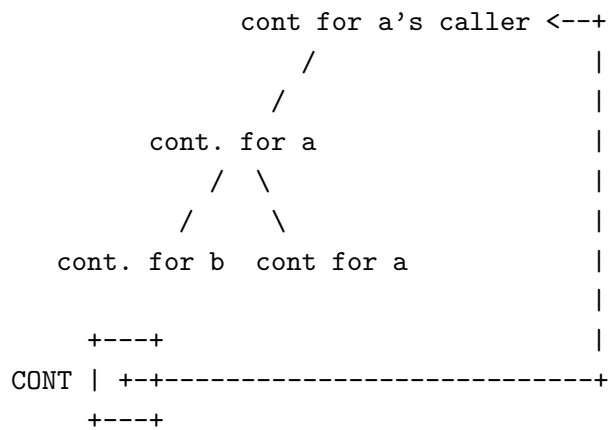 cont for a's caller <--+
/ |
/ |
cont. for a |
/ \ |
/ \ |
cont. for b cont for a |
|
+---+ |
CONT | +-+----------------------------+
+---+